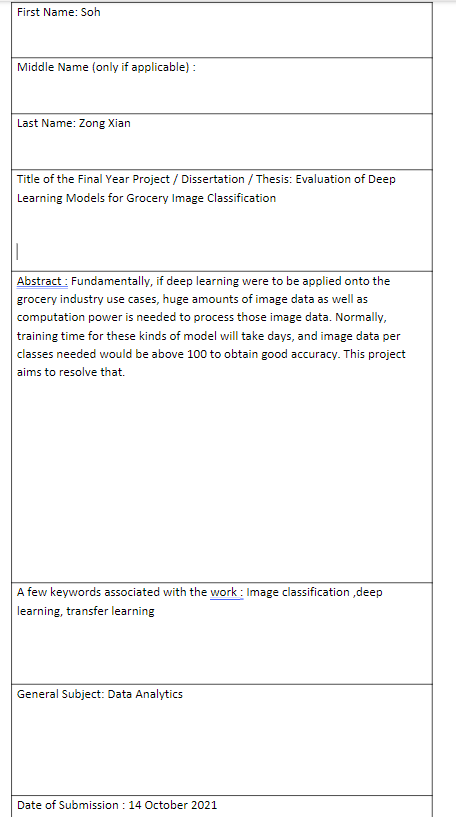 First Name: Soh
Middle Name (only if applicable) :
Last Name: Zong Xian
Title of the Final Year Project / Dissertation / Thesis: Evaluation of Deep
Learning Models for Grocery Image Classification
Abstract : Fundamentally, if deep learning were to be applied onto the
grocery industry use cases, huge amounts of image data as well as
computation power is needed to process those image data. Normally,
training time for these kinds of model will take days, and image data per
classes needed would be above 100 to obtain good accuracy. This project
aims to resolve that.
A few keywords associated with the work : Image classification ,deep
learning, transfer learning
General Subject: Data Analytics
Date of Submission : 14 October 2021